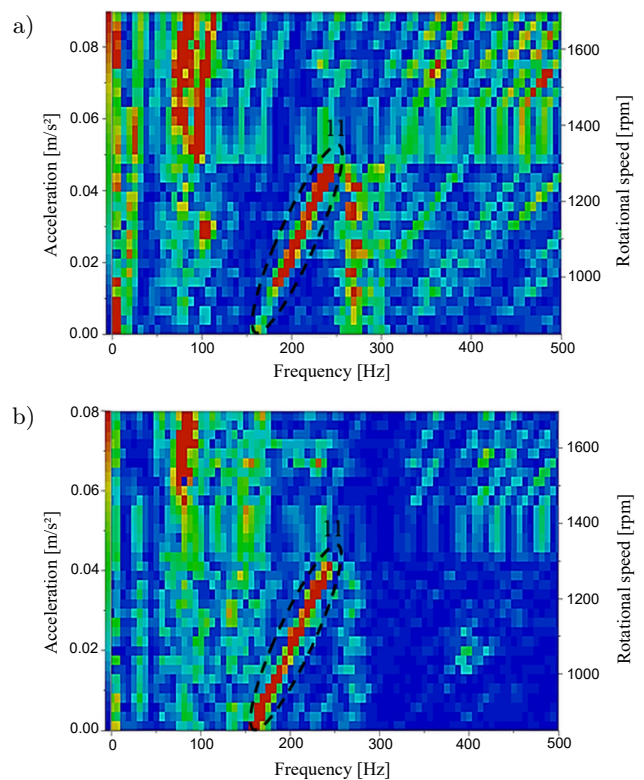 a)
Acceleration [m/s²]
0.08
0.06
0.04
0.02
0.00
11
1600
1400
1200
1000
Rotational speed [rpm]
0 100 200 300 400 500
Frequency [Hz]
b)
Acceleration [m/s²]
0.08
0.06
0.04
0.02
0.00
11
1600
1400
1200
1000
Rotational speed [rpm]
0 100 200 300 400 500
Frequency [Hz]